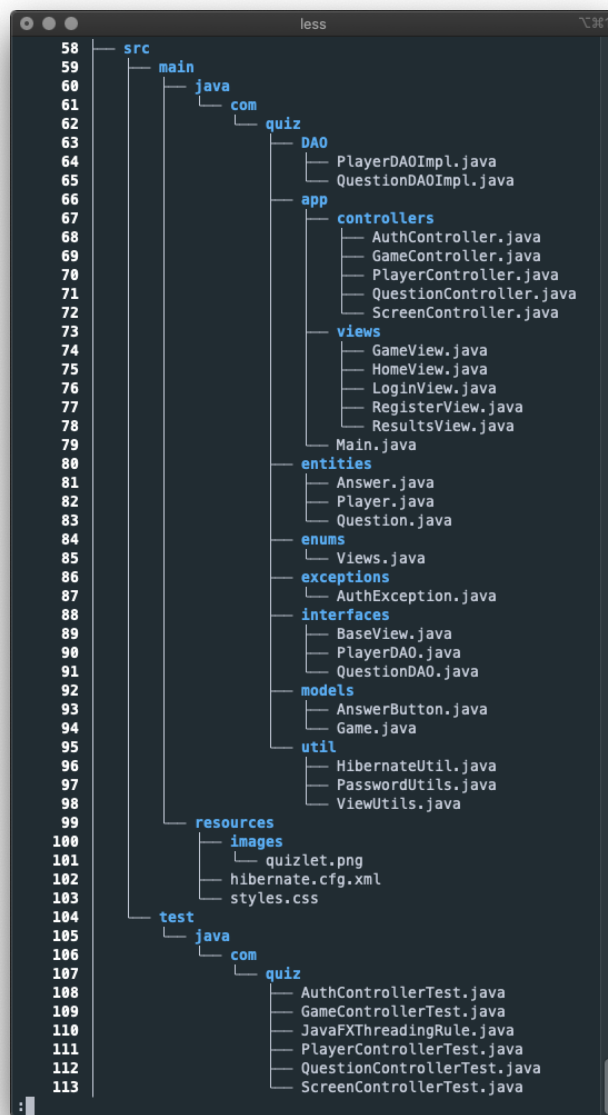 less
⌥⌘1
58 ├── src
59 │   ├── main
60 │   │   ├── java
61 │   │   │   └── com
62 │   │   │       └── quiz
63 │   │   │           ├── DAO
64 │   │   │           │   ├── PlayerDAOImpl.java
65 │   │   │           │   └── QuestionDAOImpl.java
66 │   │   │           ├── app
67 │   │   │           │   ├── controllers
68 │   │   │           │   │   ├── AuthController.java
69 │   │   │           │   │   ├── GameController.java
70 │   │   │           │   │   ├── PlayerController.java
71 │   │   │           │   │   ├── QuestionController.java
72 │   │   │           │   │   └── ScreenController.java
73 │   │   │           │   ├── views
74 │   │   │           │   │   ├── GameView.java
75 │   │   │           │   │   ├── HomeView.java
76 │   │   │           │   │   ├── LoginView.java
77 │   │   │           │   │   ├── RegisterView.java
78 │   │   │           │   │   └── ResultsView.java
79 │   │   │           │   └── Main.java
80 │   │   │           ├── entities
81 │   │   │           │   ├── Answer.java
82 │   │   │           │   ├── Player.java
83 │   │   │           │   └── Question.java
84 │   │   │           ├── enums
85 │   │   │           │   └── Views.java
86 │   │   │           ├── exceptions
87 │   │   │           │   └── AuthException.java
88 │   │   │           ├── interfaces
89 │   │   │           │   ├── BaseView.java
90 │   │   │           │   ├── PlayerDAO.java
91 │   │   │           │   └── QuestionDAO.java
92 │   │   │           ├── models
93 │   │   │           │   ├── AnswerButton.java
94 │   │   │           │   └── Game.java
95 │   │   │           └── util
96 │   │   │               ├── HibernateUtil.java
97 │   │   │               ├── PasswordUtils.java
98 │   │   │               └── ViewUtils.java
99 │   │   └── resources
100 │   │       ├── images
101 │   │       │   └── quizlet.png
102 │   │       ├── hibernate.cfg.xml
103 │   │       └── styles.css
104 │   └── test
105 │       └── java
106 │           └── com
107 │               └── quiz
108 │                   ├── AuthControllerTest.java
109 │                   ├── GameControllerTest.java
110 │                   ├── JavaFXThreadingRule.java
111 │                   ├── PlayerControllerTest.java
112 │                   ├── QuestionControllerTest.java
113 │                   └── ScreenControllerTest.java
: